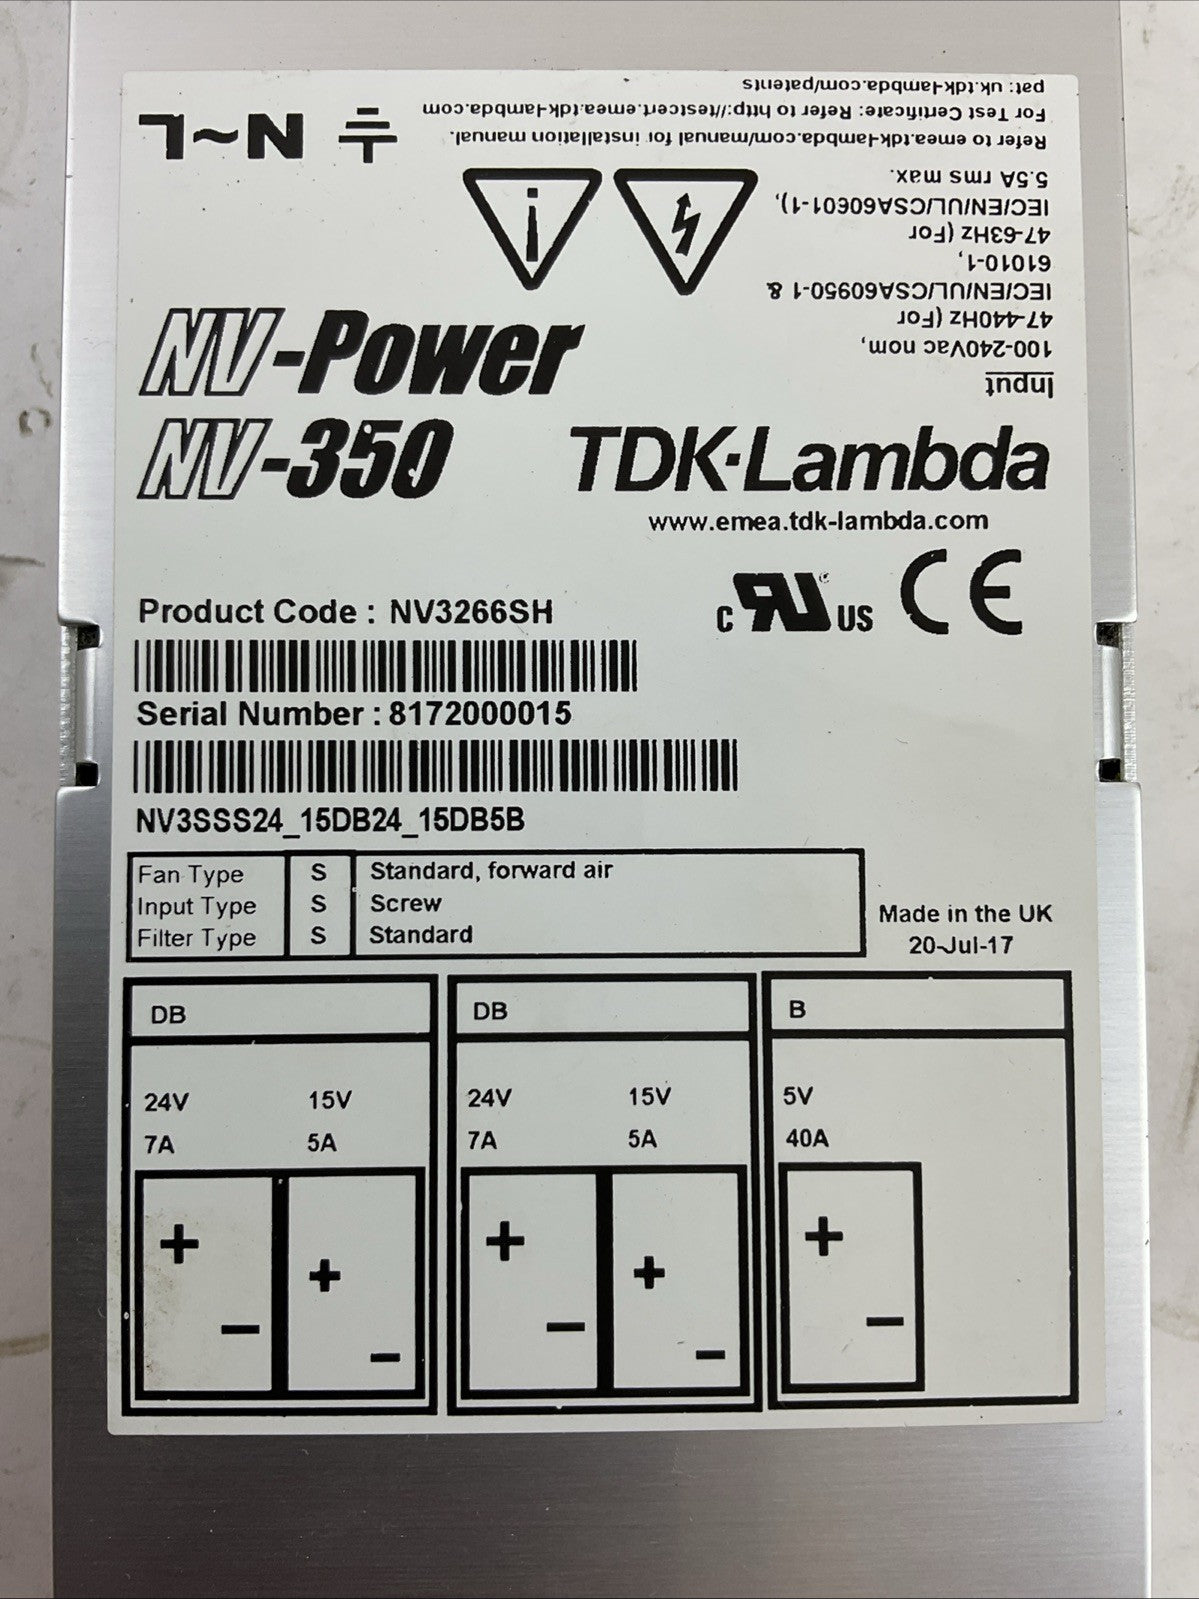 pat: uk.tdk-lambda.com/patents
For Test Certificate: Refer to http://testcert.emea.tdk-lambda.com
Refer to emea.tdk-lambda.com/manual for installation manual.
L~N
5.5A rms max.
IEC/EN/UL/CSA60601-1),
47-63Hz (For
61010-1,
IEC/EN/UL/CSA60950-1 &
47-440Hz (For
100-240Vac nom,
Input
i
NV-Power
NV-350
TDK·Lambda
www.emea.tdk-lambda.com
Product Code : NV3266SH
c RU US CE
Serial Number : 8172000015
NV3SSS24_15DB24_15DB5B
Fan Type S Standard, forward air
Input Type S Screw
Filter Type S Standard
Made in the UK
20-Jul-17
DB DB B
24V 15V 24V 15V 5V
7A 5A 7A 5A 40A
+ + + + +
- - - - -